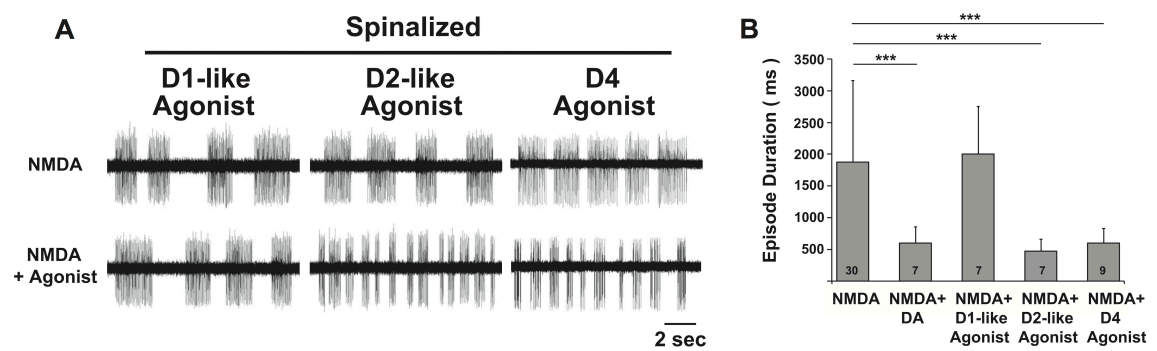 A
Spinalized
D1-like
Agonist
D2-like
Agonist
D4
Agonist
NMDA
NMDA
+ Agonist
2 sec
B
***
***
***
Episode Duration ( ms )
3500
3000
2500
2000
1500
1000
500
30
7
7
7
9
NMDA
NMDA+
DA
NMDA+
D1-like
Agonist
NMDA+
D2-like
Agonist
NMDA+
D4
Agonist